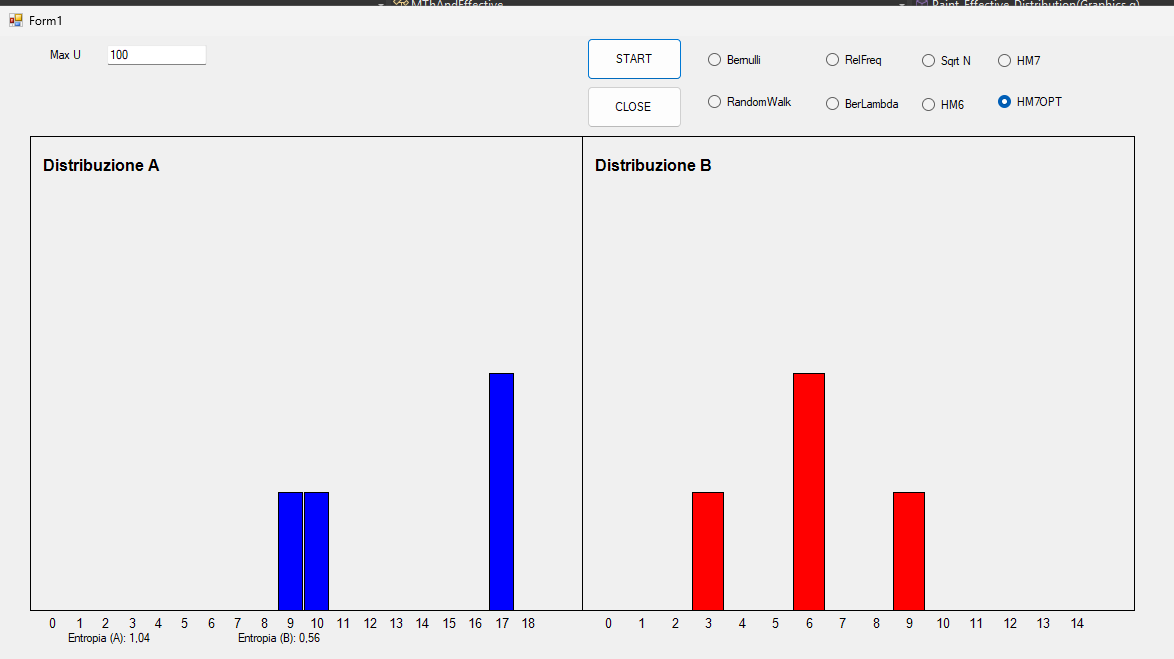 MThAndEffective
Paint_Effective_Distribution(Graphics g)
Form1
Max U 100
START
Bernulli RelFreq Sqrt N HM7
CLOSE
RandomWalk BerLambda HM6 HM7OPT
Distribuzione A
Distribuzione B
0 1 2 3 4 5 6 7 8 9 10 11 12 13 14 15 16 17 18
0 1 2 3 4 5 6 7 8 9 10 11 12 13 14
Entropia (A): 1,04
Entropia (B): 0,56